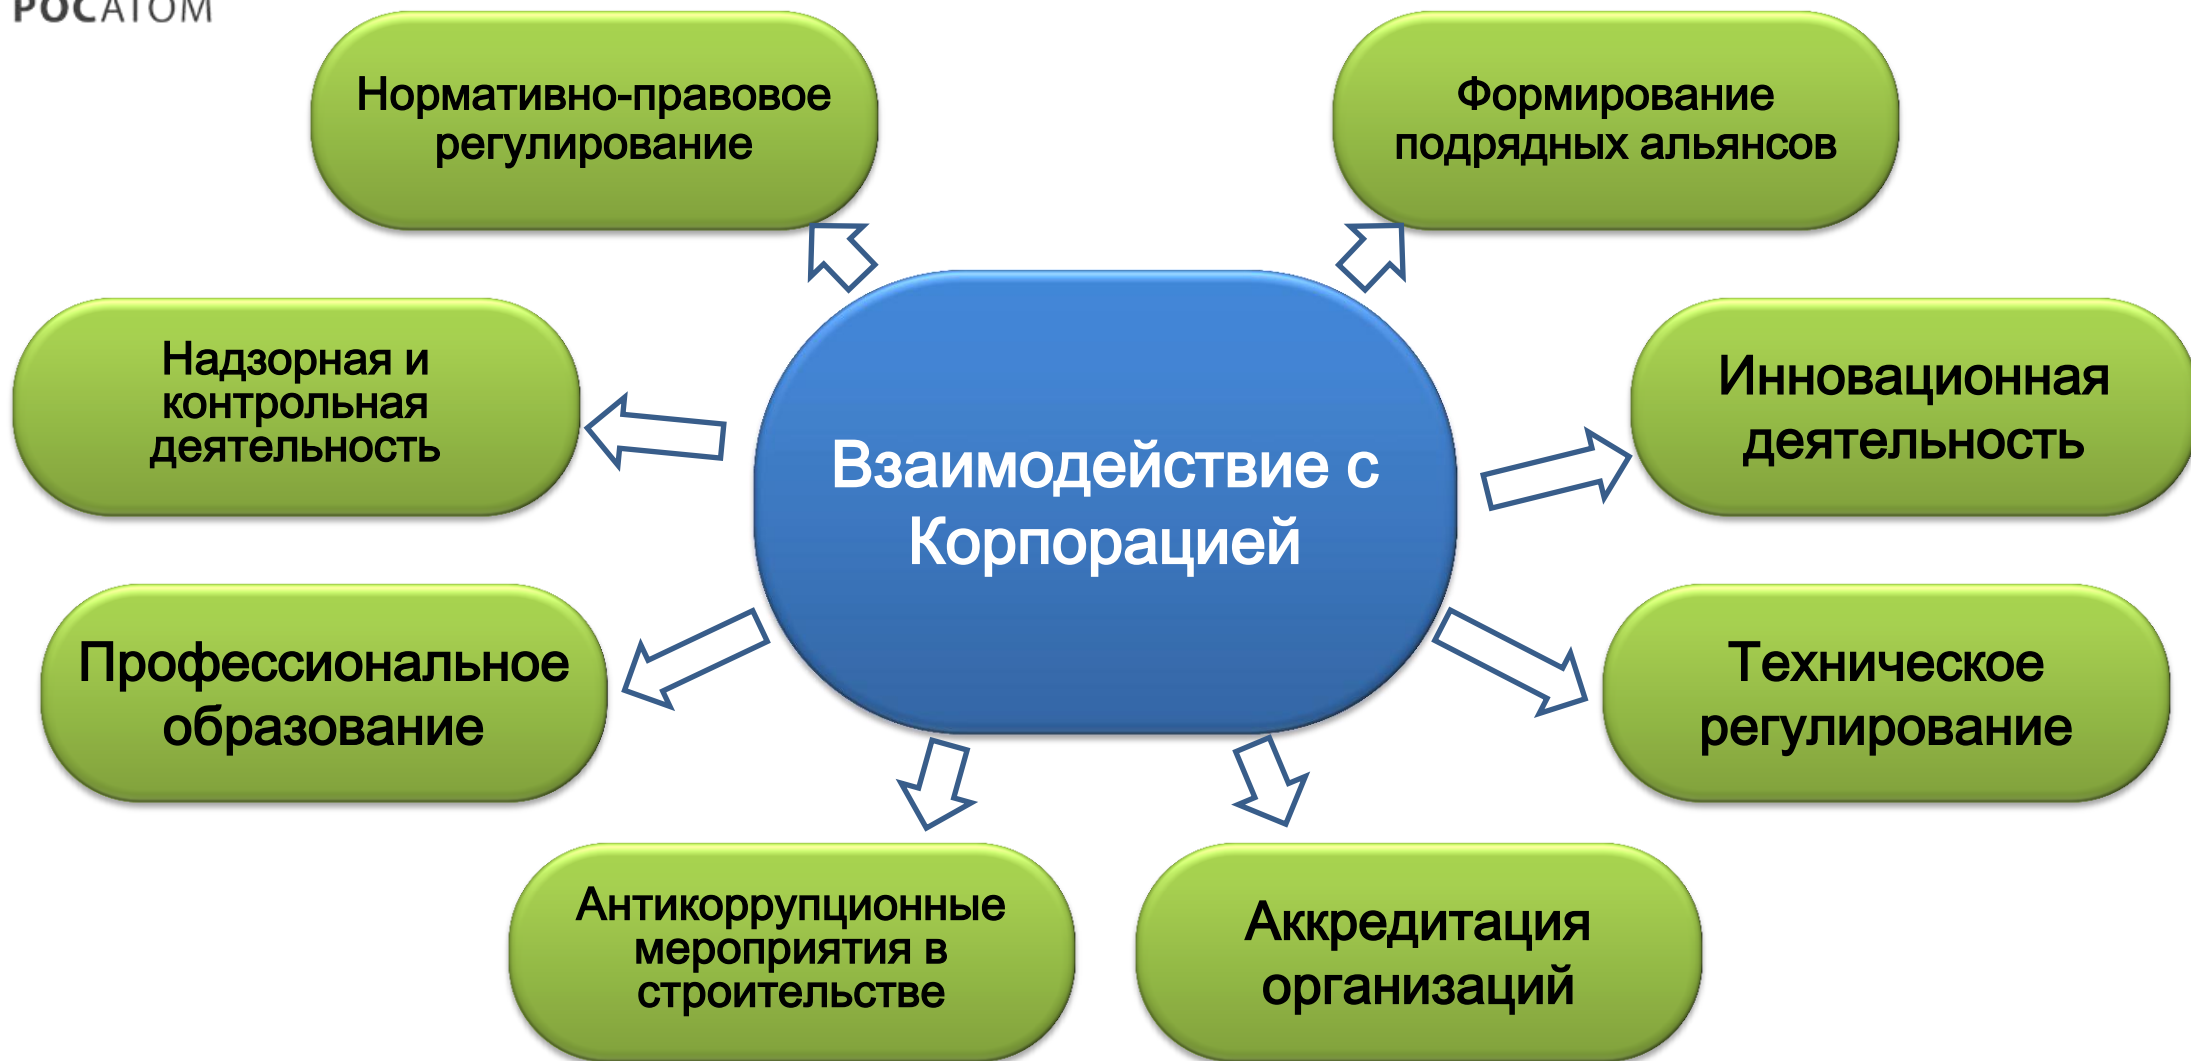 РОСАТОМ
Нормативно-правовое
регулирование
Формирование
подрядных альянсов
Надзорная и
контрольная
деятельность
Инновационная
деятельность
Взаимодействие с
Корпорацией
Профессиональное
образование
Техническое
регулирование
Антикоррупционные
мероприятия в
строительстве
Аккредитация
организаций